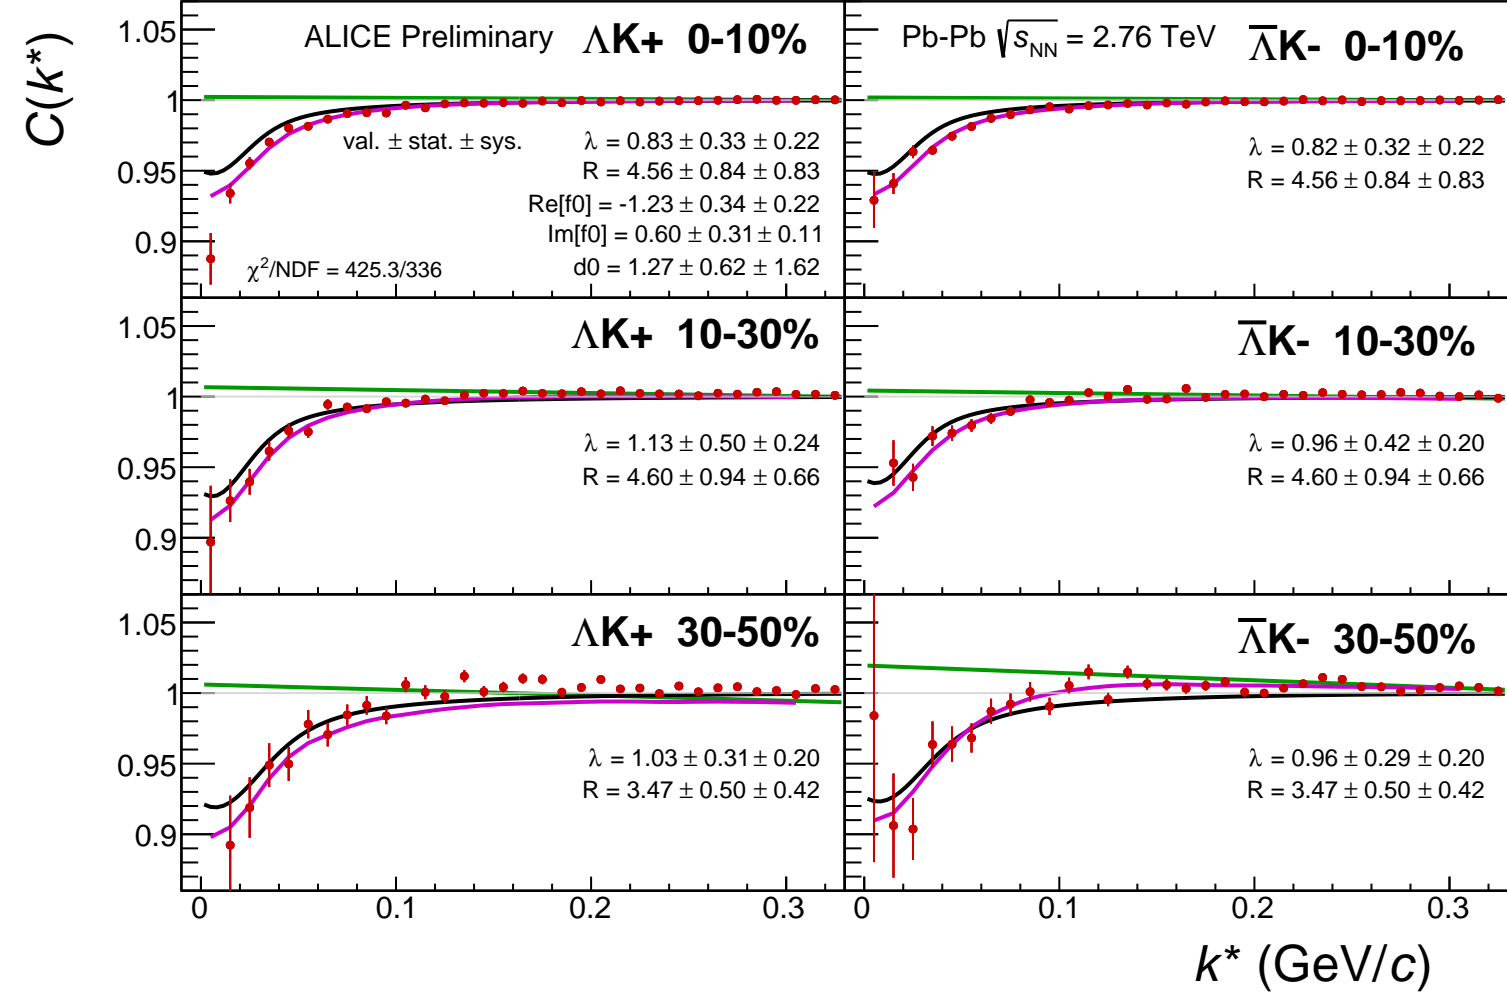 C(k*)
1.05
1
0.95
0.9
ALICE Preliminary
ΛK+ 0-10%
val. ± stat. ± sys.
λ = 0.83 ± 0.33 ± 0.22
R = 4.56 ± 0.84 ± 0.83
Re[f0] = -1.23 ± 0.34 ± 0.22
Im[f0] = 0.60 ± 0.31 ± 0.11
d0 = 1.27 ± 0.62 ± 1.62
χ²/NDF = 425.3/336
Pb-Pb √s_NN = 2.76 TeV
Λ̅K- 0-10%
λ = 0.82 ± 0.32 ± 0.22
R = 4.56 ± 0.84 ± 0.83
1.05
1
0.95
0.9
ΛK+ 10-30%
λ = 1.13 ± 0.50 ± 0.24
R = 4.60 ± 0.94 ± 0.66
Λ̅K- 10-30%
λ = 0.96 ± 0.42 ± 0.20
R = 4.60 ± 0.94 ± 0.66
1.05
1
0.95
0.9
ΛK+ 30-50%
λ = 1.03 ± 0.31 ± 0.20
R = 3.47 ± 0.50 ± 0.42
Λ̅K- 30-50%
λ = 0.96 ± 0.29 ± 0.20
R = 3.47 ± 0.50 ± 0.42
0 0.1 0.2 0.3
0 0.1 0.2 0.3
k* (GeV/c)